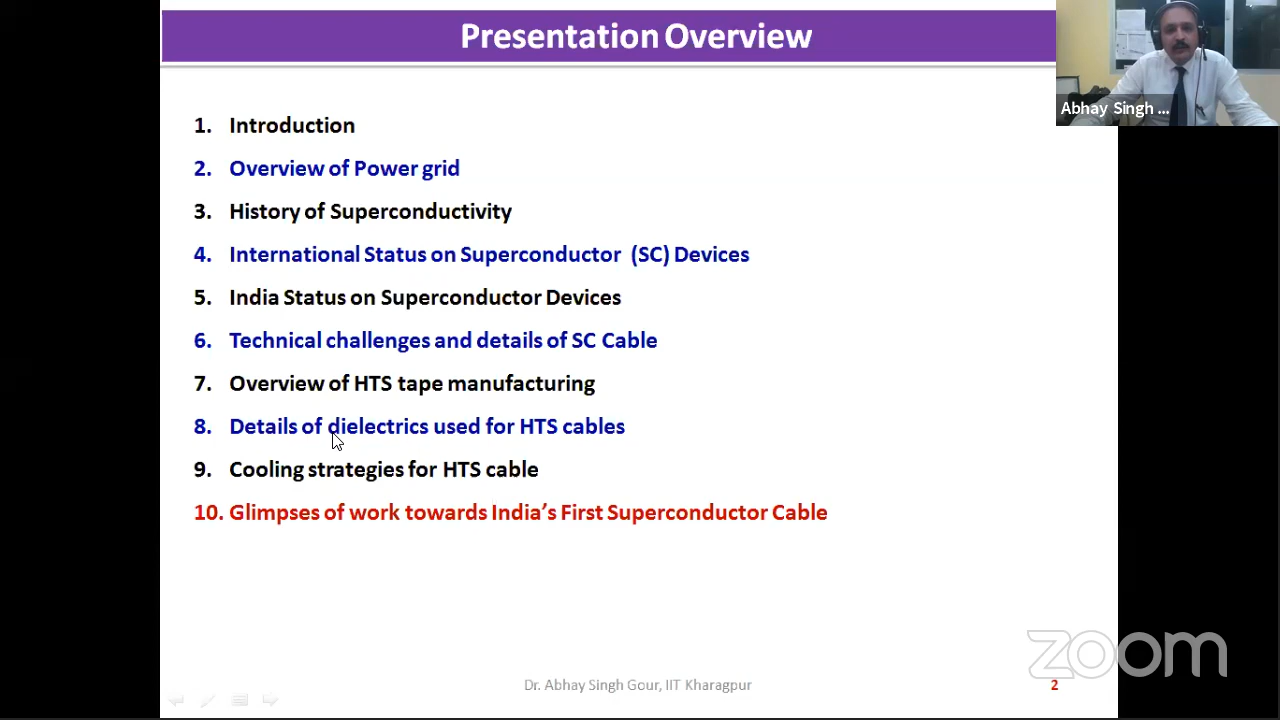 Presentation Overview
Abhay Singh ...
1. Introduction
2. Overview of Power grid
3. History of Superconductivity
4. International Status on Superconductor (SC) Devices
5. India Status on Superconductor Devices
6. Technical challenges and details of SC Cable
7. Overview of HTS tape manufacturing
8. Details of dielectrics used for HTS cables
9. Cooling strategies for HTS cable
10. Glimpses of work towards India's First Superconductor Cable
zoom
Dr. Abhay Singh Gour, IIT Kharagpur
2